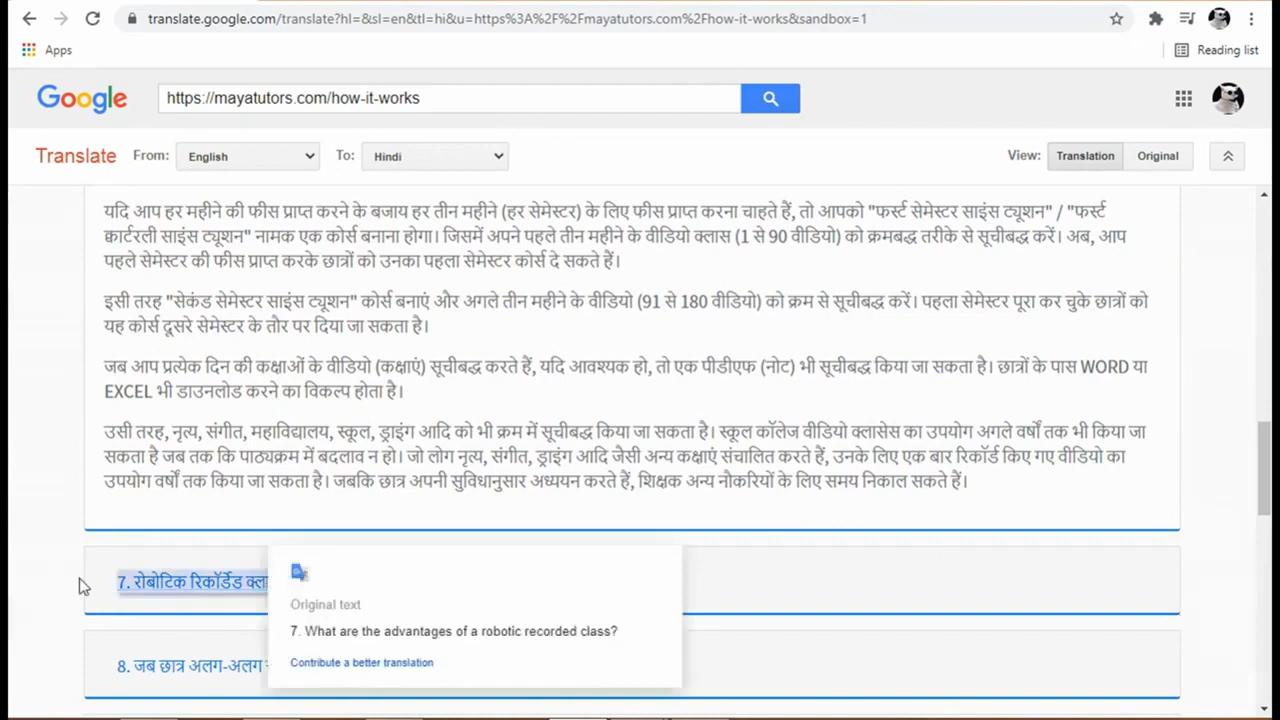 translate.google.com/translate?hl=&sl=en&tl=hi&u=https%3A%2F%2Fmayatutors.com%2Fhow-it-works&sandbox=1
Apps
Reading list
Google
https://mayatutors.com/how-it-works
Translate From: English To: Hindi View: Translation Original
यदि आप हर महीने की फीस प्राप्त करने के बजाय हर तीन महीने (हर सेमेस्टर) के लिए फीस प्राप्त करना चाहते हैं, तो आपको "फर्स्ट सेमेस्टर साइंस ट्यूशन" / "फर्स्ट
क्वार्टरली साइंस ट्यूशन" नामक एक कोर्स बनाना होगा। जिसमें अपने पहले तीन महीने के वीडियो क्लास (1 से 90 वीडियो) को क्रमबद्ध तरीके से सूचीबद्ध करें। अब, आप
पहले सेमेस्टर की फीस प्राप्त करके छात्रों को उनका पहला सेमेस्टर कोर्स दे सकते हैं।
इसी तरह "सेकंड सेमेस्टर साइंस ट्यूशन" कोर्स बनाएं और अगले तीन महीने के वीडियो (91 से 180 वीडियो) को क्रम से सूचीबद्ध करें। पहला सेमेस्टर पूरा कर चुके छात्रों को
यह कोर्स दूसरे सेमेस्टर के तौर पर दिया जा सकता है।
जब आप प्रत्येक दिन की कक्षाओं के वीडियो (कक्षाएं) सूचीबद्ध करते हैं, यदि आवश्यक हो, तो एक पीडीएफ (नोट) भी सूचीबद्ध किया जा सकता है। छात्रों के पास WORD या
EXCEL भी डाउनलोड करने का विकल्प होता है।
उसी तरह, नृत्य, संगीत, महाविद्यालय, स्कूल, ड्राइंग आदि को भी क्रम में सूचीबद्ध किया जा सकता है। स्कूल कॉलेज वीडियो क्लासेस का उपयोग अगले वर्षों तक भी किया जा
सकता है जब तक कि पाठ्यक्रम में बदलाव न हो। जो लोग नृत्य, संगीत, ड्राइंग आदि जैसी अन्य कक्षाएं संचालित करते हैं, उनके लिए एक बार रिकॉर्ड किए गए वीडियो का
उपयोग वर्षों तक किया जा सकता है। जबकि छात्र अपनी सुविधानुसार अध्ययन करते हैं, शिक्षक अन्य नौकरियों के लिए समय निकाल सकते हैं।
7. रोबोटिक रिकॉर्डेड
Original text
7. What are the advantages of a robotic recorded class?
Contribute a better translation
8. जब छात्र अलग-अलग